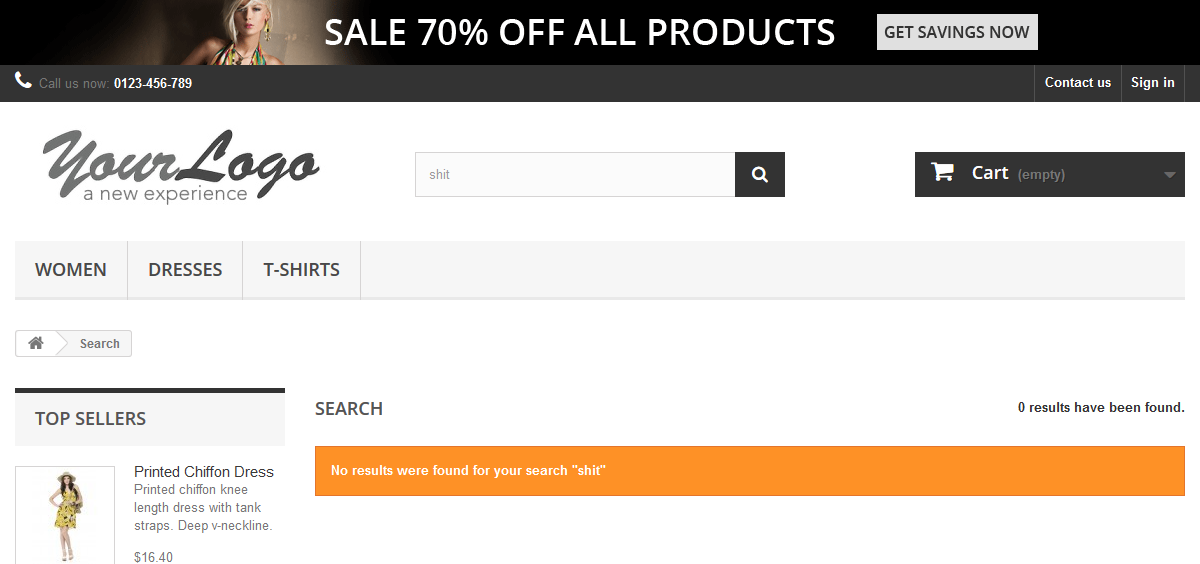 SALE 70% OFF ALL PRODUCTS
GET SAVINGS NOW
Call us now: 0123-456-789
Contact us
Sign in
YourLogo
a new experience
shit
Cart (empty)
WOMEN
DRESSES
T-SHIRTS
Search
TOP SELLERS
Printed Chiffon Dress
Printed chiffon knee
length dress with tank
straps. Deep v-neckline.
$16.40
SEARCH
0 results have been found.
No results were found for your search "shit"